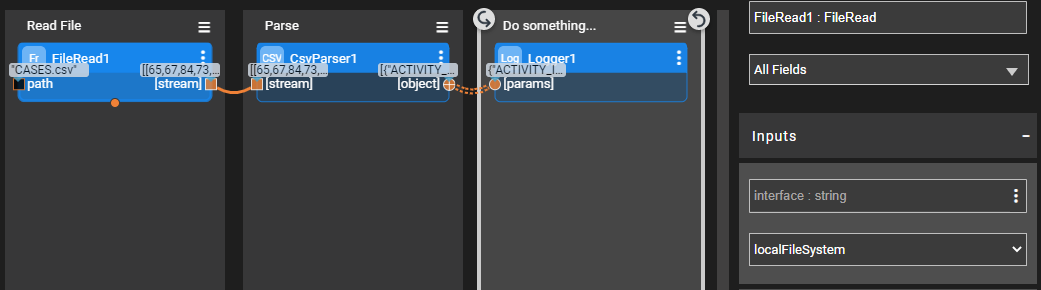 Read File
Parse
Do something...
Fr FileRead1
CSV CsvParser1
Log Logger1
"CASES.csv"
[[65,67,84,73,...
[[65,67,84,73,...
[{"ACTIVITY_...
{"ACTIVITY_I...
path
[stream]
[stream]
[object]
[params]
FileRead1 : FileRead
All Fields
Inputs
-
interface : string
localFileSystem